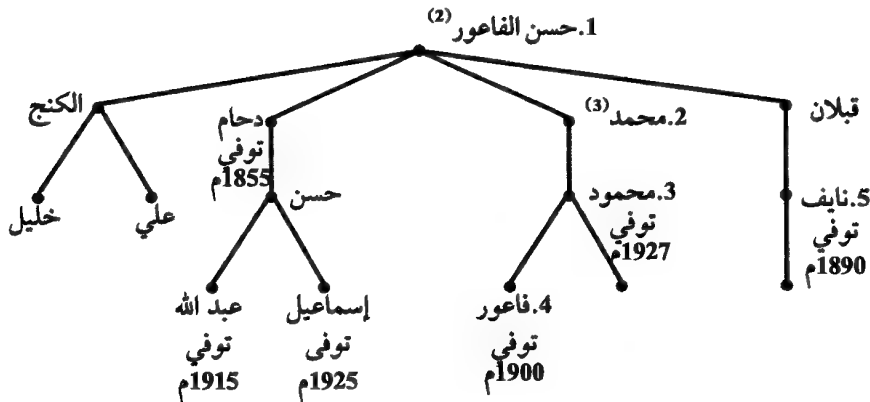 1.حسن الفاعور (2)
قبلان
2.محمد (3)
دحام
توفي
1855م
الكنج
5.نايف
توفي
1890م
3.محمود
توفي
1927م
حسن
علي
خليل
4.فاعور
توفي
1900م
إسماعيل
توفى
1925م
عبد الله
توفي
1915م